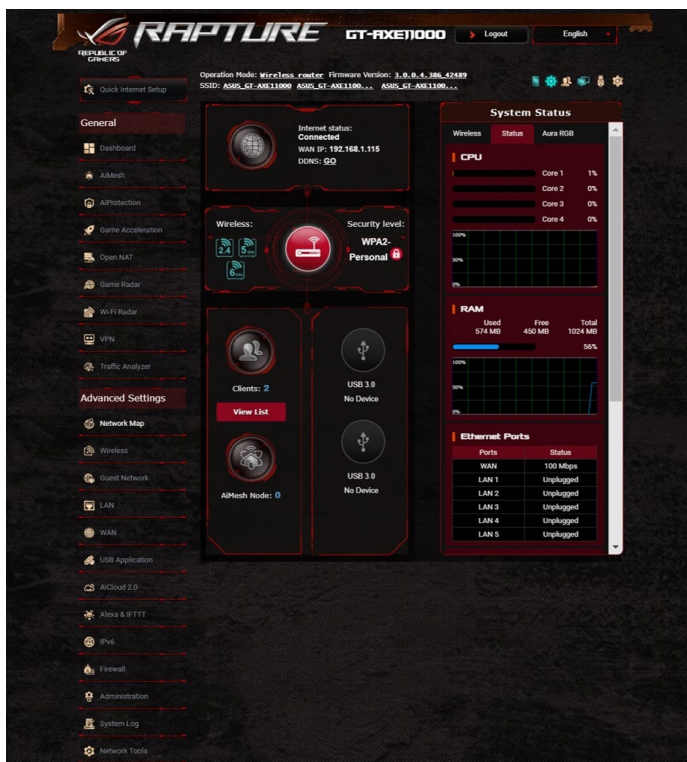 REPUBLIC OF
GAMERS
RAPTURE
GT-AXE11000
Logout
English
Quick Internet Setup
Operation Mode: Wireless router Firmware Version: 3.0.0.4.386_42489
SSID: ASUS_GT-AXE11000 ASUS_GT-AXE1100... ASUS_GT-AXE1100...
General
Dashboard
AiMesh
AiProtection
Game Acceleration
Open NAT
Game Radar
Wi-Fi Radar
VPN
Traffic Analyzer
Advanced Settings
Network Map
Wireless
Guest Network
LAN
WAN
USB Application
AiCloud 2.0
Alexa & IFTTT
IPv6
Firewall
Administration
System Log
Network Tools
Internet status:
Connected
WAN IP: 192.168.1.115
DDNS: GO
Wireless:
2.4
5 GHz
6 GHz
Security level:
WPA2-
Personal
Clients: 2
View List
AiMesh Node: 0
USB 3.0
No Device
USB 3.0
No Device
System Status
Wireless Status Aura RGB
CPU
Core 1 1%
Core 2 0%
Core 3 0%
Core 4 0%
100%
50%
0%
RAM
Used Free Total
574 MB 450 MB 1024 MB
56%
100%
50%
0%
Ethernet Ports
Ports Status
WAN 100 Mbps
LAN 1 Unplugged
LAN 2 Unplugged
LAN 3 Unplugged
LAN 4 Unplugged
LAN 5 Unplugged